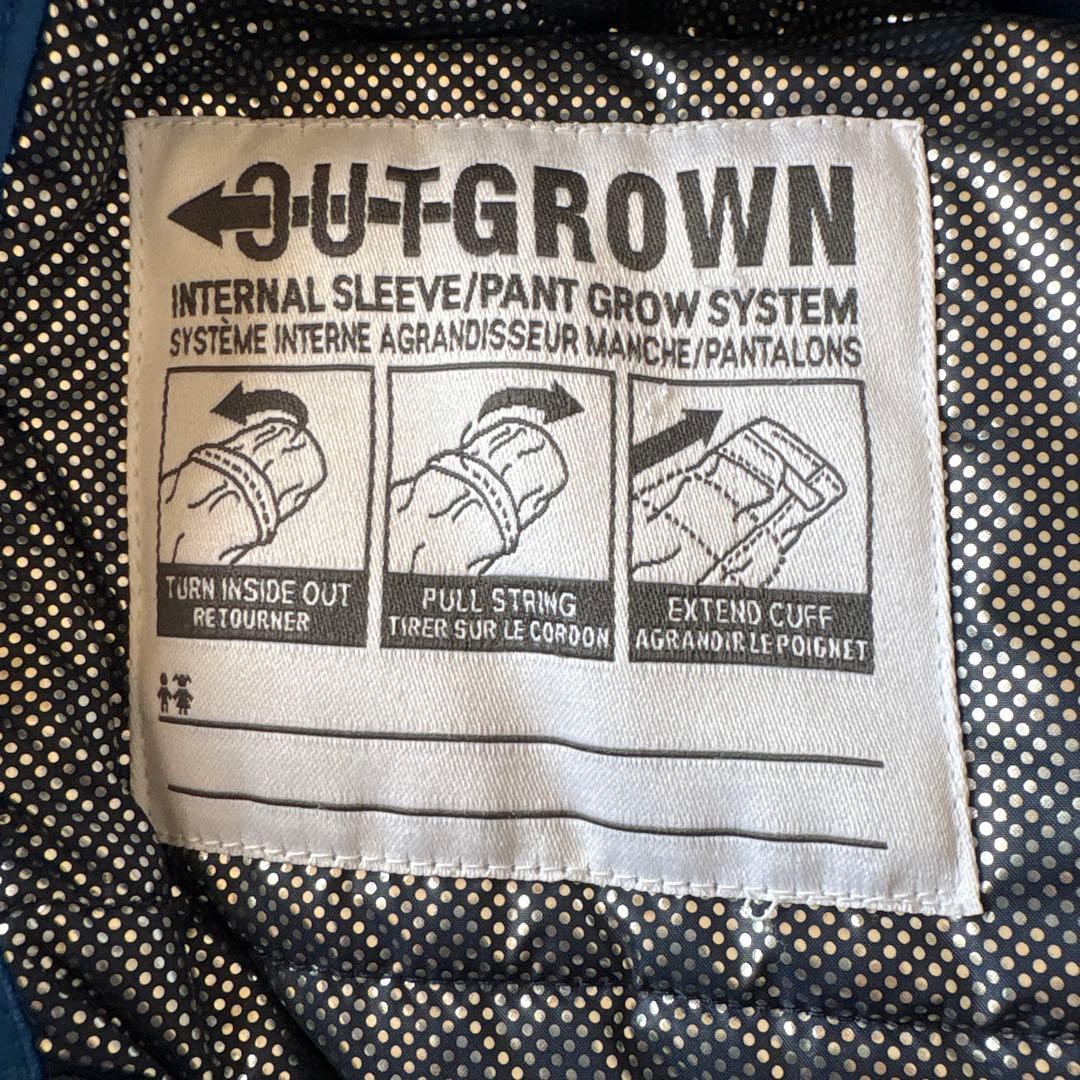 OUTGROWN
INTERNAL SLEEVE/PANT GROW SYSTEM
SYSTÈME INTERNE AGRANDISSEUR MANCHE/PANTALONS
TURN INSIDE OUT
RETOURNER
PULL STRING
TIRER SUR LE CORDON
EXTEND CUFF
AGRANDIR LE POIGNET